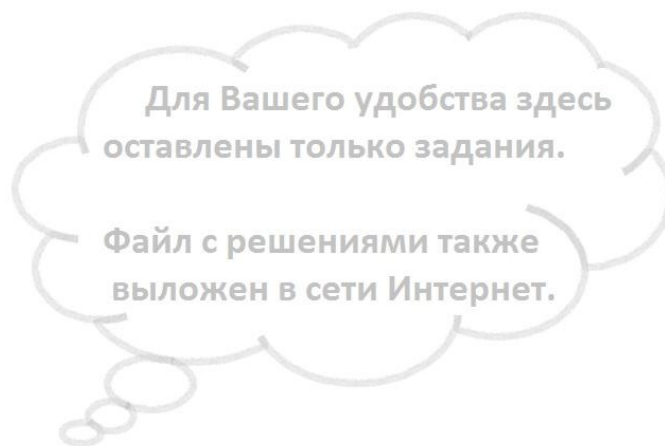 Для Вашего удобства здесь
оставлены только задания.
Файл с решениями также
выложен в сети Интернет.